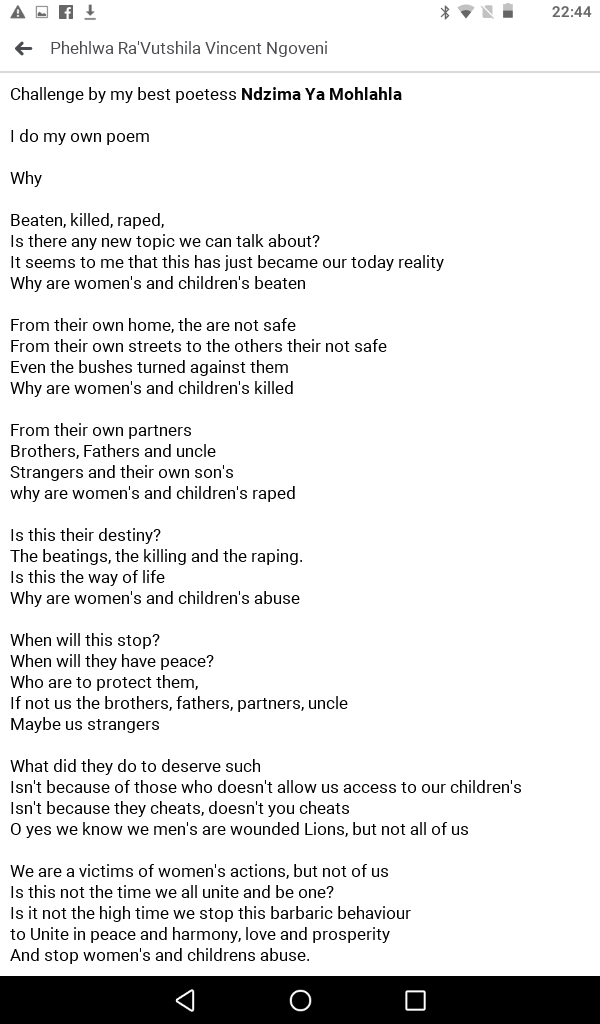 22:44
Phehlwa Ra'Vutshila Vincent Ngoveni
Challenge by my best poetess Ndzima Ya Mohlahla
I do my own poem
Why
Beaten, killed, raped,
Is there any new topic we can talk about?
It seems to me that this has just became our today reality
Why are women's and children's beaten
From their own home, the are not safe
From their own streets to the others their not safe
Even the bushes turned against them
Why are women's and children's killed
From their own partners
Brothers, Fathers and uncle
Strangers and their own son's
why are women's and children's raped
Is this their destiny?
The beatings, the killing and the raping.
Is this the way of life
Why are women's and children's abuse
When will this stop?
When will they have peace?
Who are to protect them,
If not us the brothers, fathers, partners, uncle
Maybe us strangers
What did they do to deserve such
Isn't because of those who doesn't allow us access to our children's
Isn't because they cheats, doesn't you cheats
O yes we know we men's are wounded Lions, but not all of us
We are a victims of women's actions, but not of us
Is this not the time we all unite and be one?
Is it not the high time we stop this barbaric behaviour
to Unite in peace and harmony, love and prosperity
And stop women's and childrens abuse.